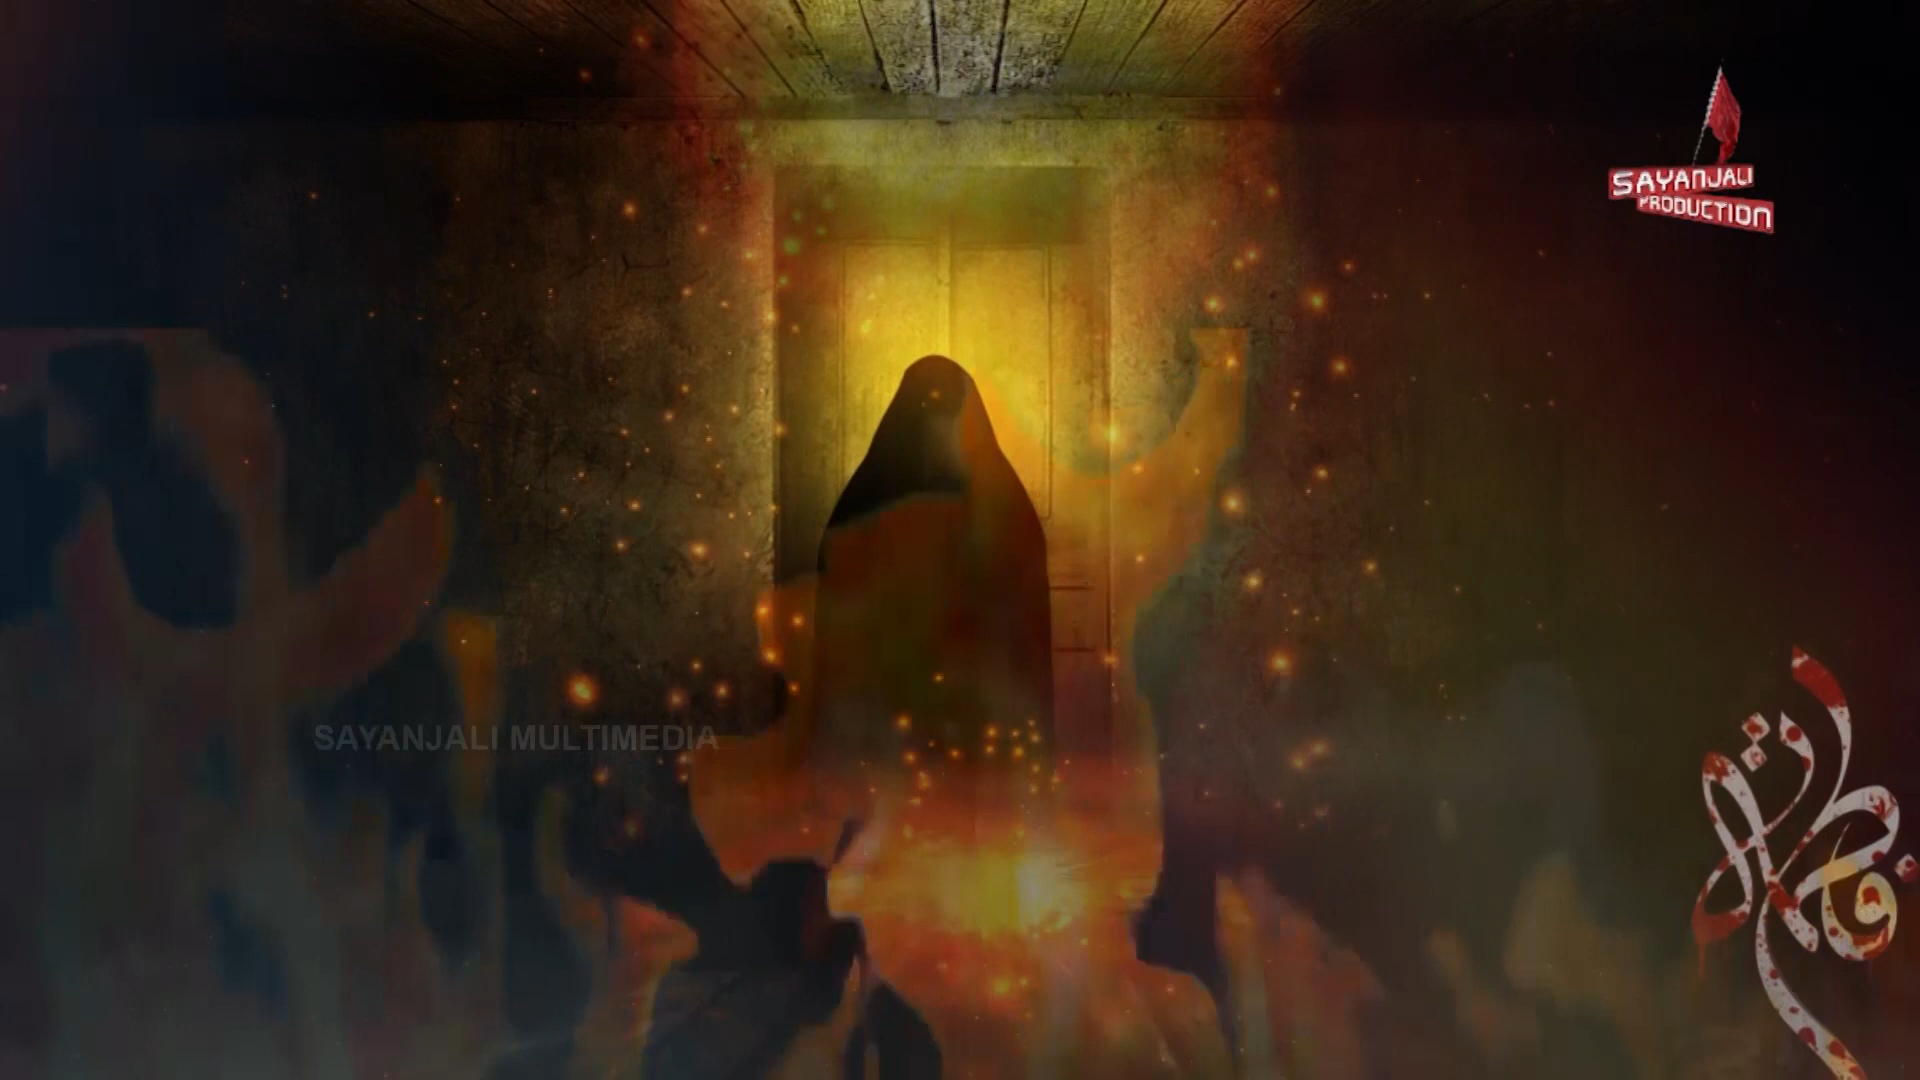 SAYANJALI
PRODUCTION
SAYANJALI MULTIMEDIA
فاطمة